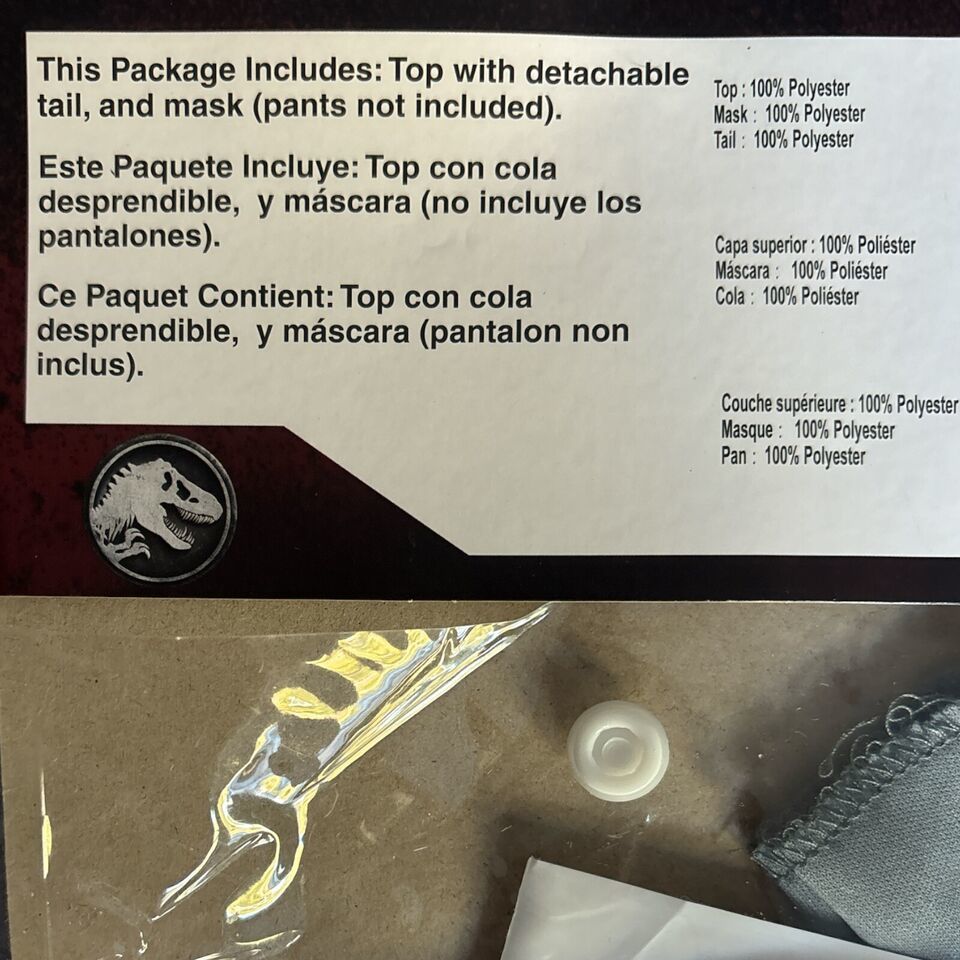 This Package Includes: Top with detachable
tail, and mask (pants not included).
Este Paquete Incluye: Top con cola
desprendible, y máscara (no incluye los
pantalones).
Ce Paquet Contient: Top con cola
desprendible, y máscara (pantalon non
inclus).
Top : 100% Polyester
Mask : 100% Polyester
Tail : 100% Polyester
Capa superior : 100% Poliéster
Máscara : 100% Poliéster
Cola : 100% Poliéster
Couche supérieure : 100% Polyester
Masque : 100% Polyester
Pan : 100% Polyester